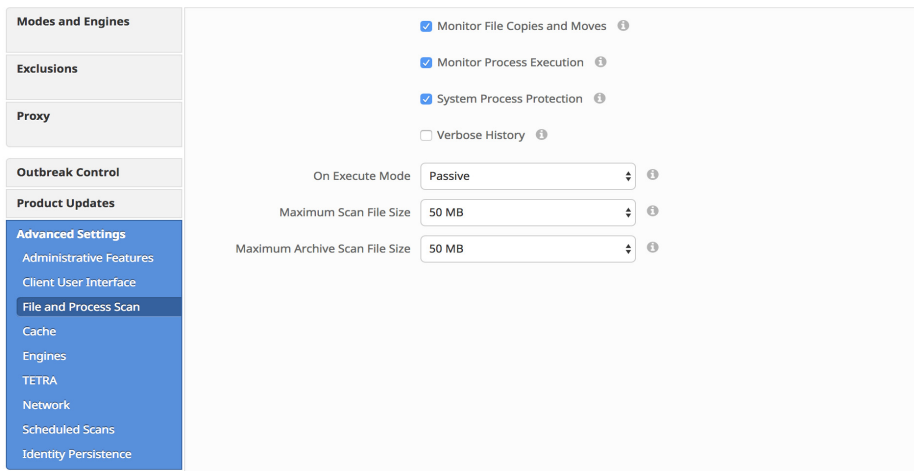 Modes and Engines
Exclusions
Proxy
Outbreak Control
Product Updates
Advanced Settings
Administrative Features
Client User Interface
File and Process Scan
Cache
Engines
TETRA
Network
Scheduled Scans
Identity Persistence
Monitor File Copies and Moves
Monitor Process Execution
System Process Protection
Verbose History
On Execute Mode Passive
Maximum Scan File Size 50 MB
Maximum Archive Scan File Size 50 MB